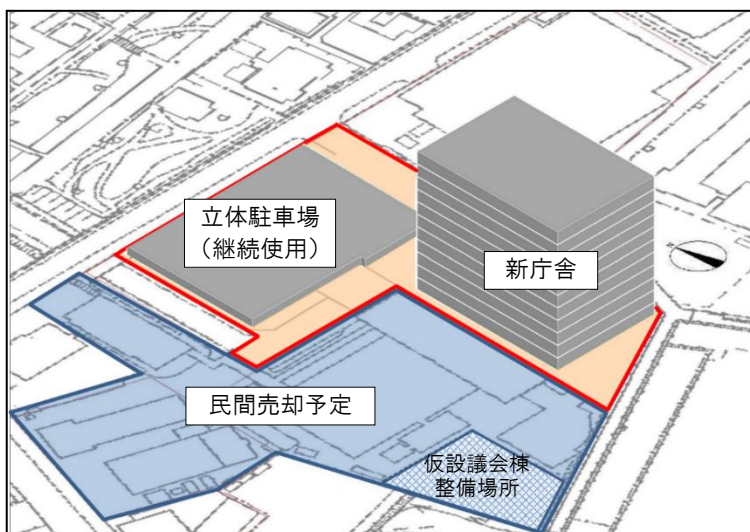 立体駐車場
（継続使用）
新庁舎
民間売却予定
仮設議会棟
整備場所